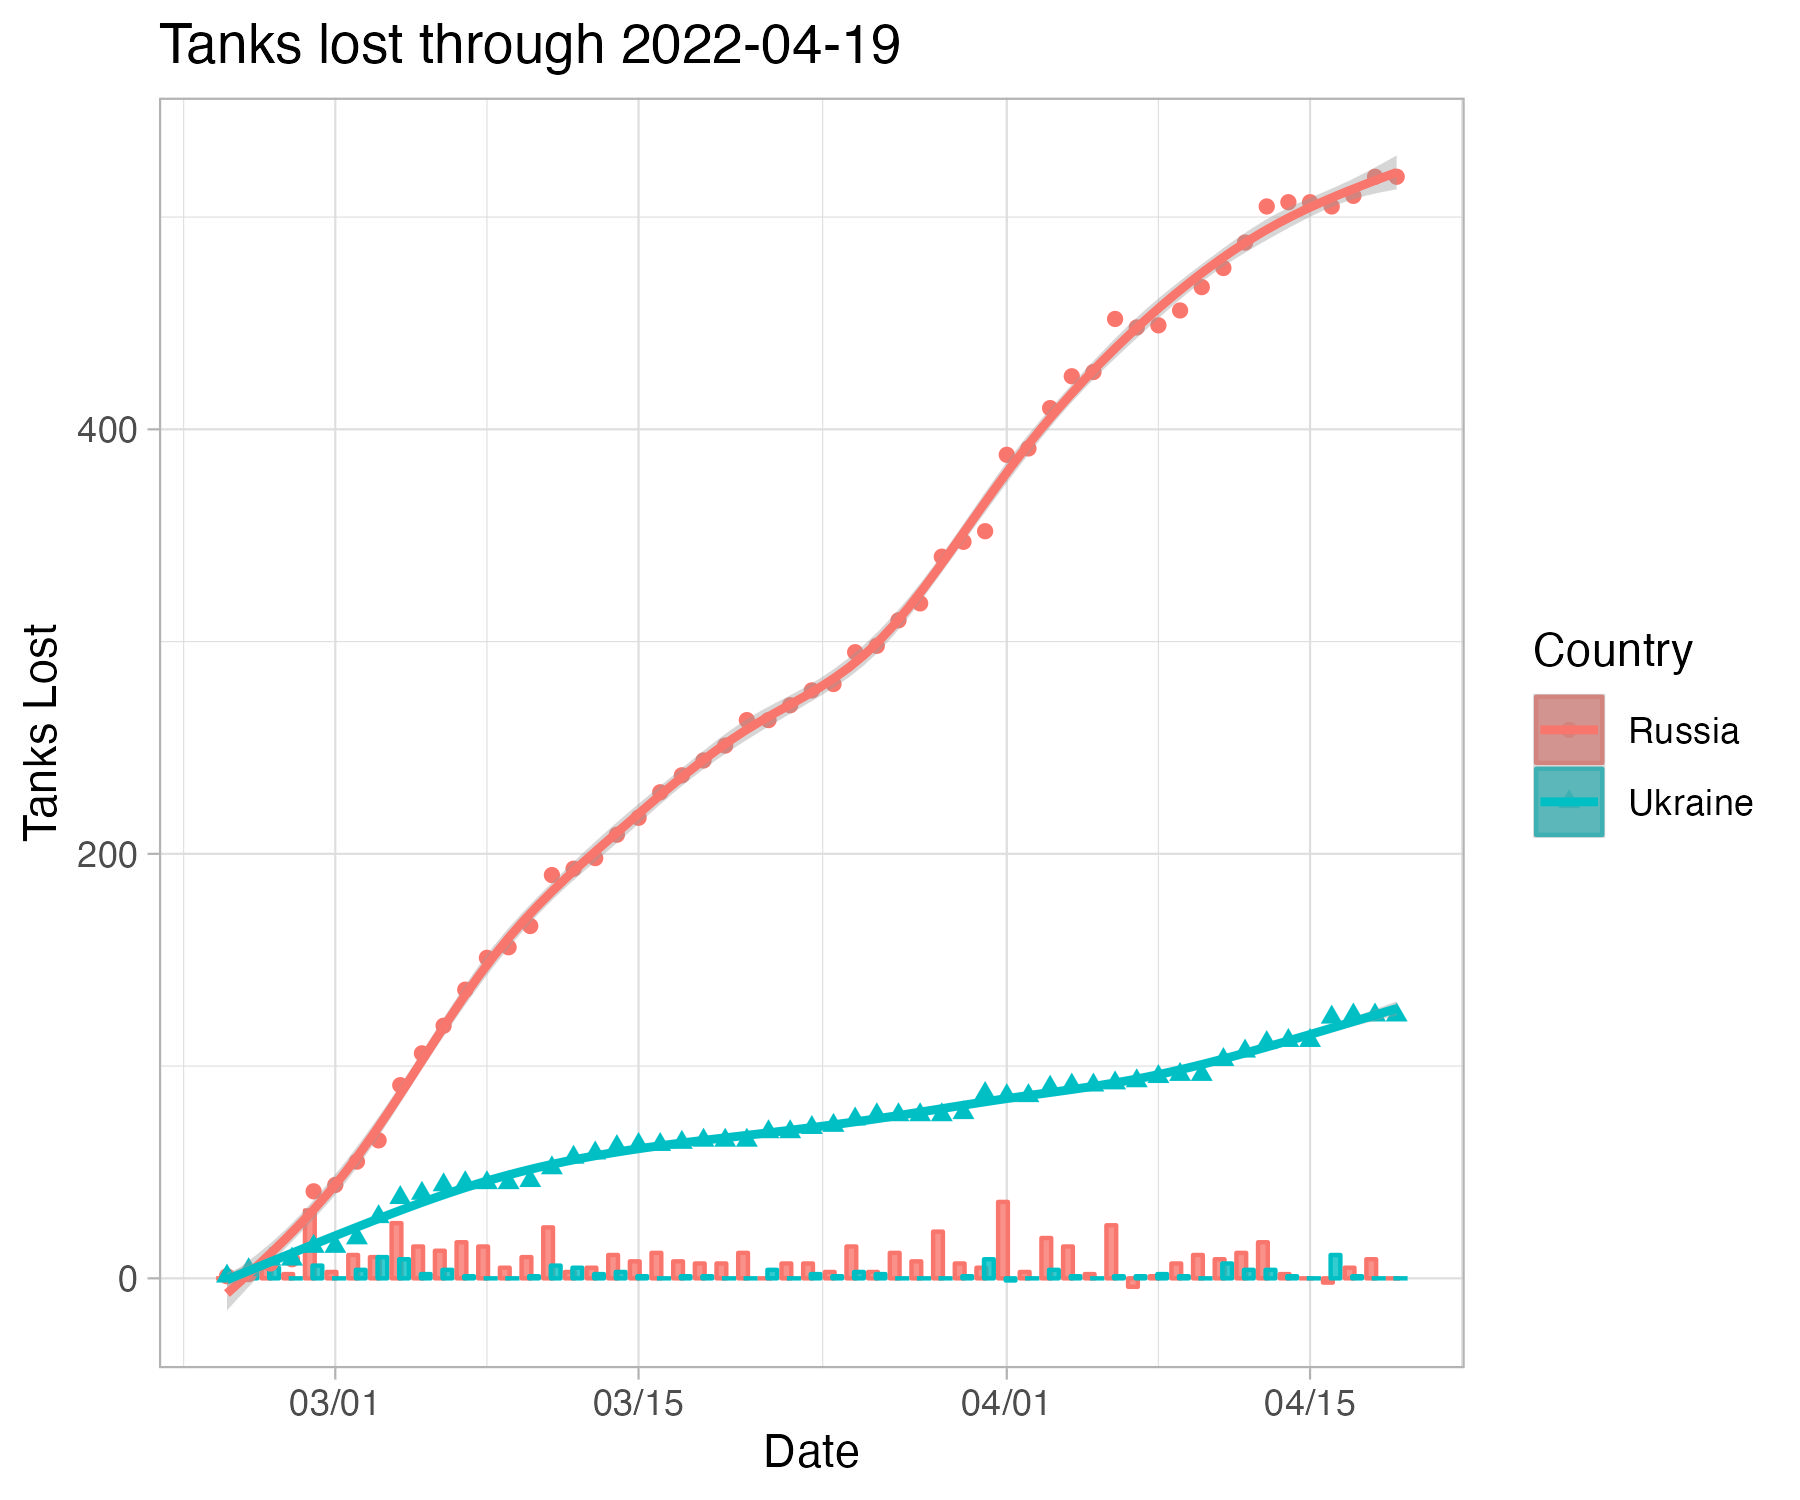 Tanks lost through 2022-04-19
Tanks Lost
400
200
0
03/01 03/15 04/01 04/15
Date
Country
Russia
Ukraine